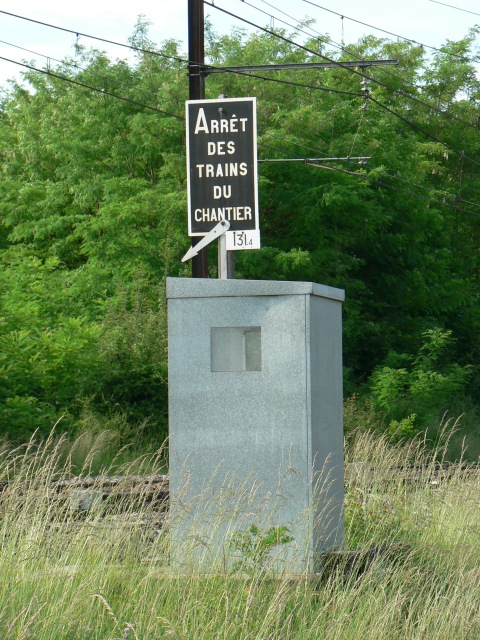 ARRÊT
DES
TRAINS
DU
CHANTIER
131.4